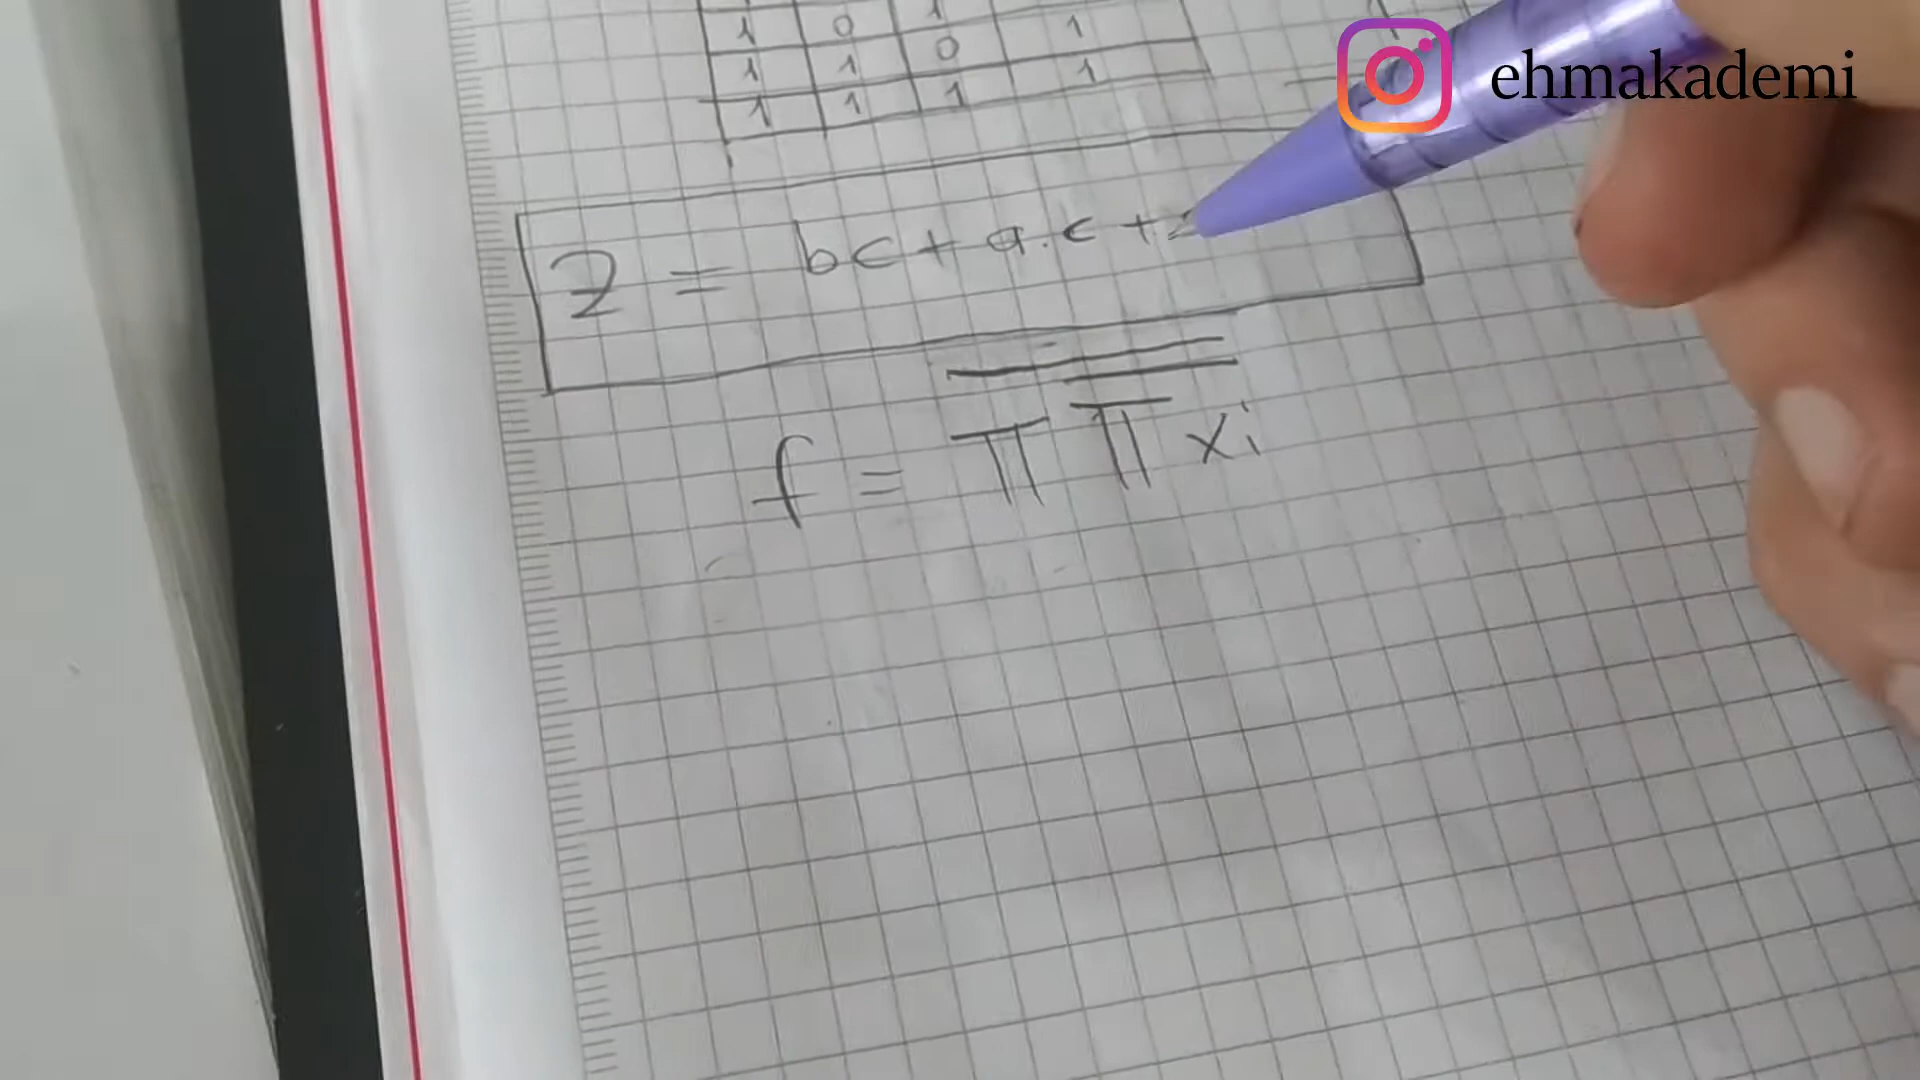 1 0 1
1 1 0 1
1 1 1 1
ehmakademi
z = bc + a.c +
f = π π xi